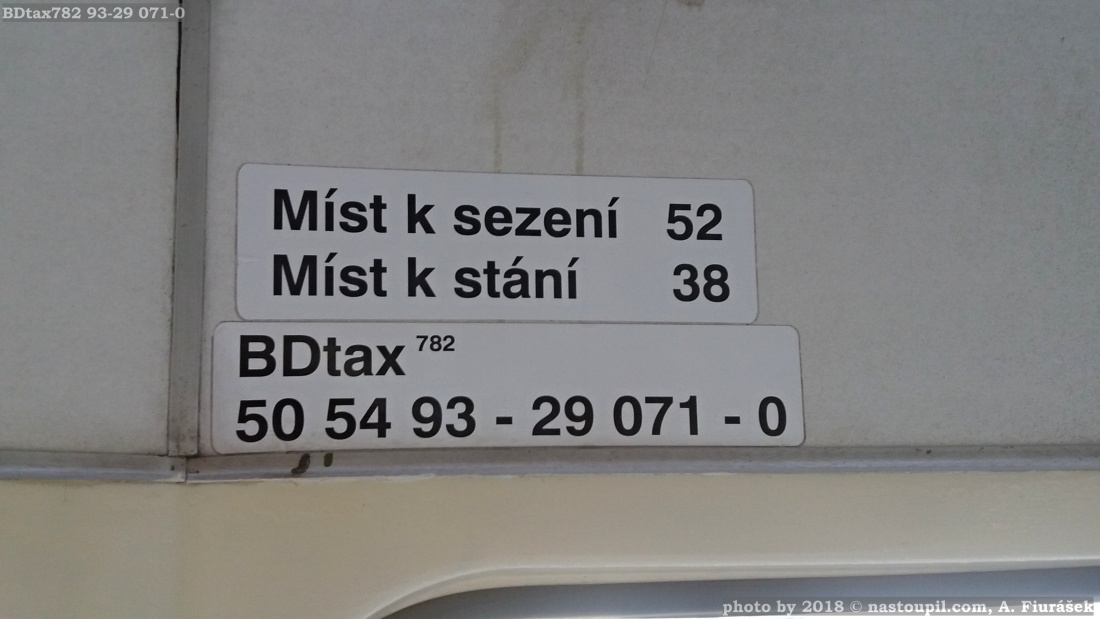 BDtax782 93-29 071-0
Míst k sezení 52
Míst k stání 38
BDtax 782
50 54 93 - 29 071 - 0
photo by 2018 © nastoupil.com, A. Fiurášek